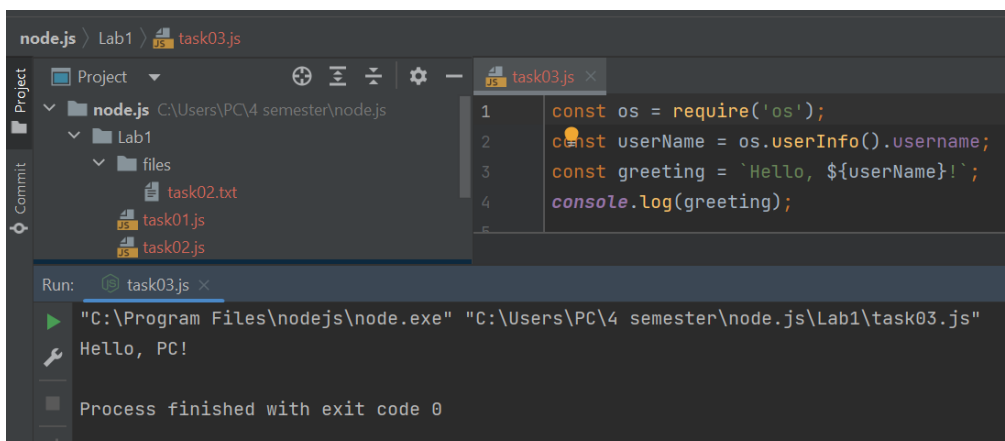 node.js 〉 Lab1 〉 task03.js
Project
Commit
Project
node.js C:\Users\PC\4 semester\node.js
Lab1
files
task02.txt
task01.js
task02.js
task03.js
1 const os = require('os');
2 const userName = os.userInfo().username;
3 const greeting = `Hello, ${userName}!`;
4 console.log(greeting);
5
Run: task03.js
"C:\Program Files\nodejs\node.exe" "C:\Users\PC\4 semester\node.js\Lab1\task03.js"
Hello, PC!
Process finished with exit code 0